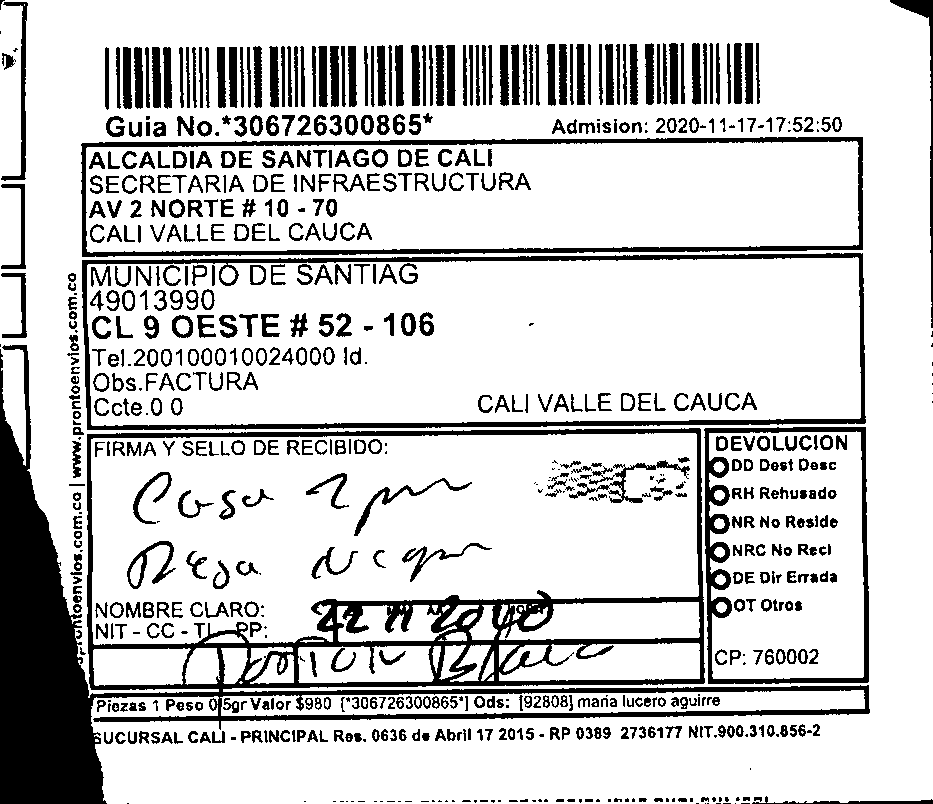 Guia No.*306726300865*
Admision: 2020-11-17-17:52:50
ALCALDIA DE SANTIAGO DE CALI
SECRETARIA DE INFRAESTRUCTURA
AV 2 NORTE # 10 - 70
CALI VALLE DEL CAUCA
MUNICIPIO DE SANTIAG
49013990
CL 9 OESTE # 52 - 106
Tel.200100010024000 Id.
Obs.FACTURA
Ccte.0 0
CALI VALLE DEL CAUCA
FIRMA Y SELLO DE RECIBIDO:
Casa
Reja
NOMBRE CLARO:
NIT - CC - TI - PP:
22 11
DEVOLUCION
DD Dest Desc
RH Rehusado
NR No Reside
NRC No Recl
DE Dir Errada
OT Otros
CP: 760002
Piezas 1 Peso 0/5gr Valor $980 [*306726300865*] Ods: [92808] maria lucero aguirre
SUCURSAL CALI - PRINCIPAL Res. 0636 de Abril 17 2015 - RP 0389 2736177 NIT.900.310.856-2
prontoenvios.com.co | www.prontoenvios.com.co